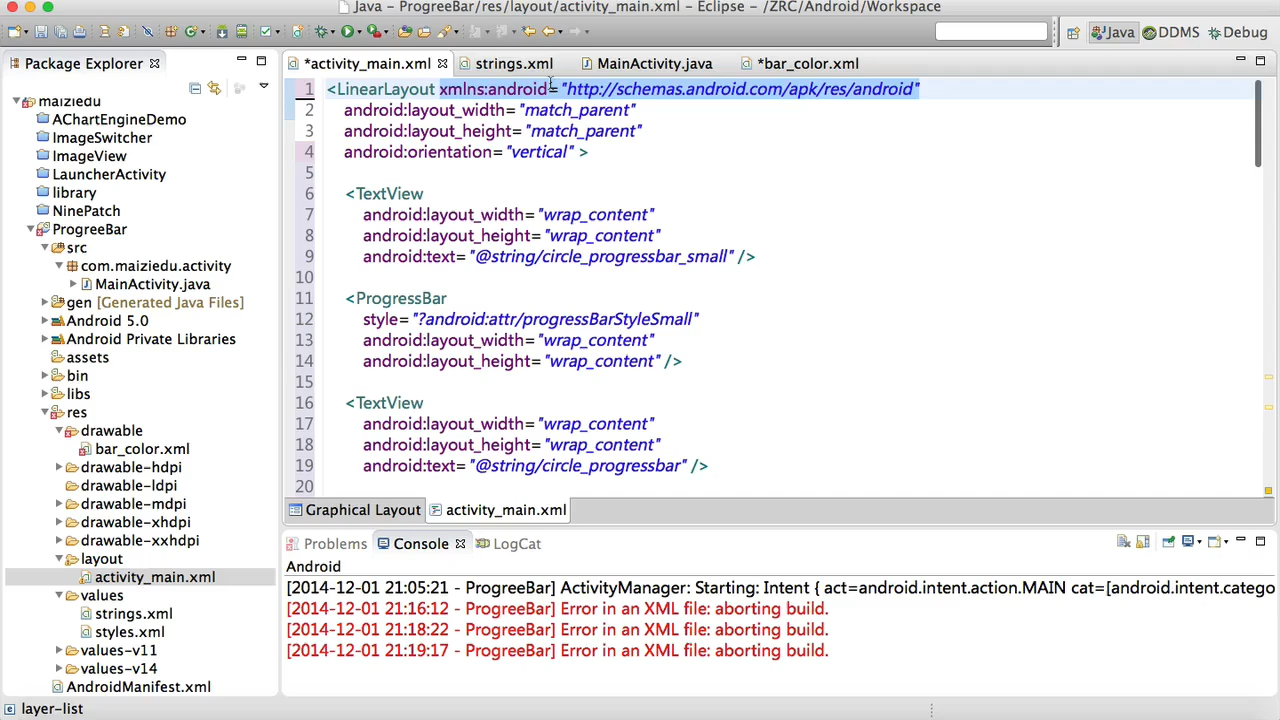 Java - ProgreeBar/res/layout/activity_main.xml - Eclipse - /ZRC/Android/Workspace
Java DDMS Debug
Package Explorer
*activity_main.xml strings.xml MainActivity.java *bar_color.xml
maiziedu
AChartEngineDemo
ImageSwitcher
ImageView
LauncherActivity
library
NinePatch
ProgreeBar
src
com.maiziedu.activity
MainActivity.java
gen [Generated Java Files]
Android 5.0
Android Private Libraries
assets
bin
libs
res
drawable
bar_color.xml
drawable-hdpi
drawable-ldpi
drawable-mdpi
drawable-xhdpi
drawable-xxhdpi
layout
activity_main.xml
values
strings.xml
styles.xml
values-v11
values-v14
AndroidManifest.xml
1 <LinearLayout xmlns:android="http://schemas.android.com/apk/res/android"
2 android:layout_width="match_parent"
3 android:layout_height="match_parent"
4 android:orientation="vertical" >
5
6 <TextView
7 android:layout_width="wrap_content"
8 android:layout_height="wrap_content"
9 android:text="@string/circle_progressbar_small" />
10
11 <ProgressBar
12 style="?android:attr/progressBarStyleSmall"
13 android:layout_width="wrap_content"
14 android:layout_height="wrap_content" />
15
16 <TextView
17 android:layout_width="wrap_content"
18 android:layout_height="wrap_content"
19 android:text="@string/circle_progressbar" />
20
Graphical Layout activity_main.xml
Problems Console LogCat
Android
[2014-12-01 21:05:21 - ProgreeBar] ActivityManager: Starting: Intent { act=android.intent.action.MAIN cat=[android.intent.catego
[2014-12-01 21:16:12 - ProgreeBar] Error in an XML file: aborting build.
[2014-12-01 21:18:22 - ProgreeBar] Error in an XML file: aborting build.
[2014-12-01 21:19:17 - ProgreeBar] Error in an XML file: aborting build.
layer-list